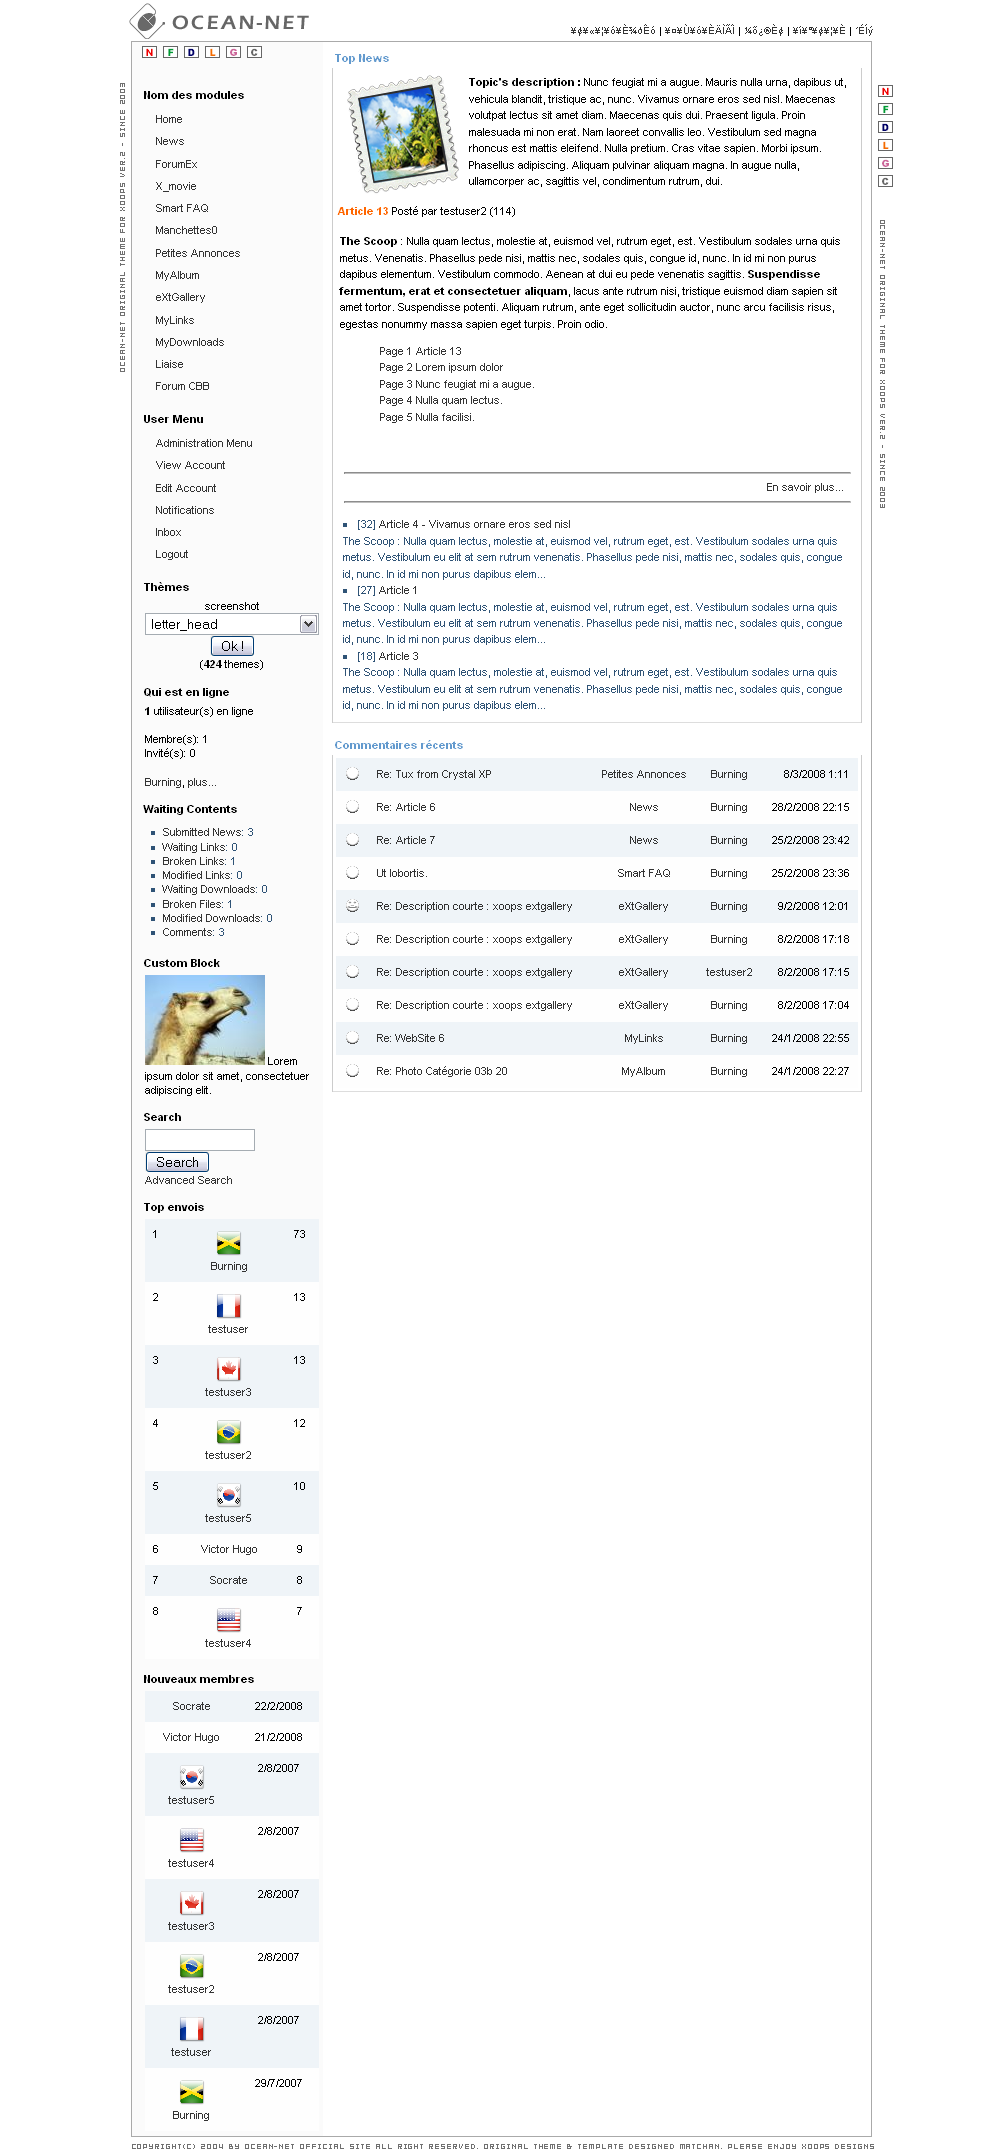 OCEAN-NET
N F D L G C
Nom des modules
Home
News
ForumEx
X_movie
Smart FAQ
Manchettes0
Petites Annonces
MyAlbum
eXtGallery
MyLinks
MyDownloads
Liaise
Forum CBB
User Menu
Administration Menu
View Account
Edit Account
Notifications
Inbox
Logout
Thèmes
screenshot
letter_head
Ok !
(424 themes)
Qui est en ligne
1 utilisateur(s) en ligne
Membre(s): 1
Invité(s): 0
Burning, plus...
Waiting Contents
Submitted News: 3
Waiting Links: 0
Broken Links: 1
Modified Links: 0
Waiting Downloads: 0
Broken Files: 1
Modified Downloads: 0
Comments: 3
Custom Block
Lorem
ipsum dolor sit amet, consectetuer
adipiscing elit.
Search
Search
Advanced Search
Top envois
1 73
Burning
2 13
testuser
3 13
testuser3
4 12
testuser2
5 10
testuser5
6 Victor Hugo 9
7 Socrate 8
8 7
testuser4
Nouveaux membres
Socrate 22/2/2008
Victor Hugo 21/2/2008
2/8/2007
testuser5
2/8/2007
testuser4
2/8/2007
testuser3
2/8/2007
testuser2
2/8/2007
testuser
29/7/2007
Burning
Top News
Topic's description : Nunc feugiat mi a augue. Mauris nulla urna, dapibus ut,
vehicula blandit, tristique ac, nunc. Vivamus ornare eros sed nisl. Maecenas
volutpat lectus sit amet diam. Maecenas quis dui. Praesent ligula. Proin
malesuada mi non erat. Nam laoreet convallis leo. Vestibulum sed magna
rhoncus est mattis eleifend. Nulla pretium. Cras vitae sapien. Morbi ipsum.
Phasellus adipiscing. Aliquam pulvinar aliquam magna. In augue nulla,
ullamcorper ac, sagittis vel, condimentum rutrum, dui.
Article 13 Posté par testuser2 (114)
The Scoop : Nulla quam lectus, molestie at, euismod vel, rutrum eget, est. Vestibulum sodales urna quis
metus. Venenatis. Phasellus pede nisi, mattis nec, sodales quis, congue id, nunc. In id mi non purus
dapibus elementum. Vestibulum commodo. Aenean at dui eu pede venenatis sagittis. Suspendisse
fermentum, erat et consectetuer aliquam, lacus ante rutrum nisi, tristique euismod diam sapien sit
amet tortor. Suspendisse potenti. Aliquam rutrum, ante eget sollicitudin auctor, nunc arcu facilisis risus,
egestas nonummy massa sapien eget turpis. Proin odio.
Page 1 Article 13
Page 2 Lorem ipsum dolor
Page 3 Nunc feugiat mi a augue.
Page 4 Nulla quam lectus.
Page 5 Nulla facilisi.
En savoir plus...
[32] Article 4 - Vivamus ornare eros sed nisl
The Scoop : Nulla quam lectus, molestie at, euismod vel, rutrum eget, est. Vestibulum sodales urna quis
metus. Vestibulum eu elit at sem rutrum venenatis. Phasellus pede nisi, mattis nec, sodales quis, congue
id, nunc. In id mi non purus dapibus elem...
[27] Article 1
The Scoop : Nulla quam lectus, molestie at, euismod vel, rutrum eget, est. Vestibulum sodales urna quis
metus. Vestibulum eu elit at sem rutrum venenatis. Phasellus pede nisi, mattis nec, sodales quis, congue
id, nunc. In id mi non purus dapibus elem...
[18] Article 3
The Scoop : Nulla quam lectus, molestie at, euismod vel, rutrum eget, est. Vestibulum sodales urna quis
metus. Vestibulum eu elit at sem rutrum venenatis. Phasellus pede nisi, mattis nec, sodales quis, congue
id, nunc. In id mi non purus dapibus elem...
Commentaires récents
Re: Tux from Crystal XP Petites Annonces Burning 8/3/2008 1:11
Re: Article 6 News Burning 28/2/2008 22:15
Re: Article 7 News Burning 25/2/2008 23:42
Ut lobortis. Smart FAQ Burning 25/2/2008 23:36
Re: Description courte : xoops extgallery eXtGallery Burning 9/2/2008 12:01
Re: Description courte : xoops extgallery eXtGallery Burning 8/2/2008 17:18
Re: Description courte : xoops extgallery eXtGallery testuser2 8/2/2008 17:15
Re: Description courte : xoops extgallery eXtGallery Burning 8/2/2008 17:04
Re: WebSite 6 MyLinks Burning 24/1/2008 22:55
Re: Photo Catégorie 03b 20 MyAlbum Burning 24/1/2008 22:27
OCEAN-NET ORIGINAL THEME FOR XOOPS VER.2 - SINCE 2003
N
F
D
L
G
C
OCEAN-NET ORIGINAL THEME FOR XOOPS VER.2 - SINCE 2003
COPYRIGHT(C) 2004 BY OCEAN-NET OFFICIAL SITE ALL RIGHT RESERVED. ORIGINAL THEME & TEMPLATE DESIGNED MATCHAN. PLEASE ENJOY XOOPS DESIGNS